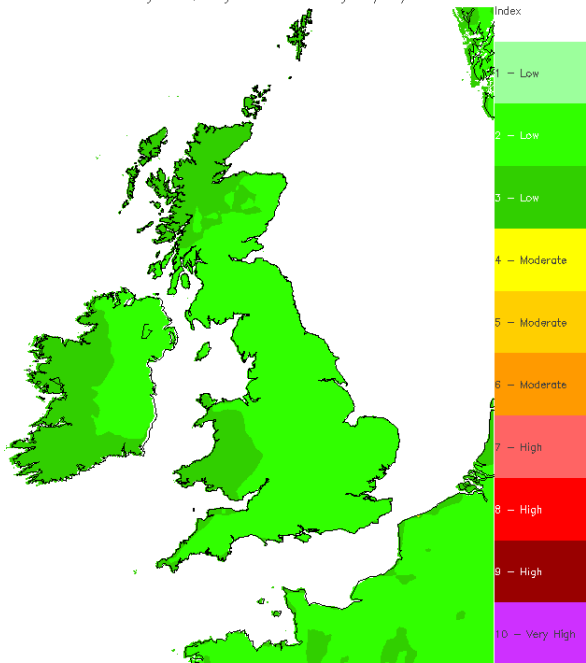 Index
1 - Low
2 - Low
3 - Low
4 - Moderate
5 - Moderate
6 - Moderate
7 - High
8 - High
9 - High
10 - Very High